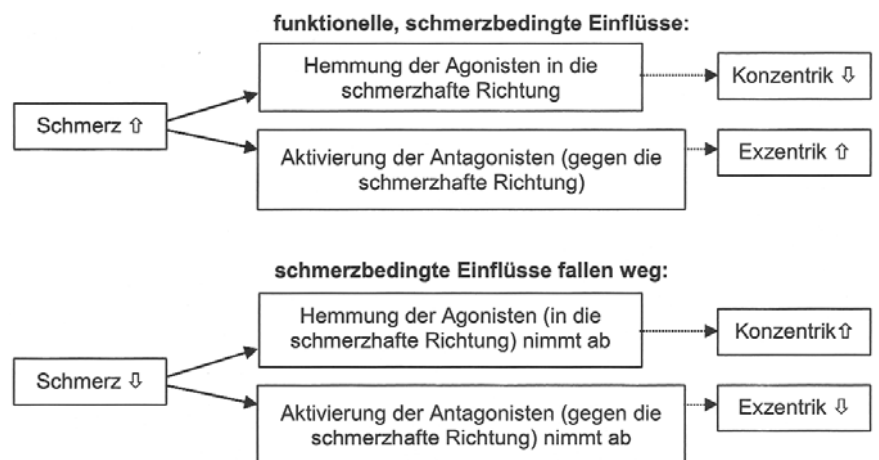 funktionelle, schmerzbedingte Einflüsse:
Schmerz ⇧
Hemmung der Agonisten in die
schmerzhafte Richtung
Konzentrik ⇩
Aktivierung der Antagonisten (gegen die
schmerzhafte Richtung)
Exzentrik ⇧
schmerzbedingte Einflüsse fallen weg:
Schmerz ⇩
Hemmung der Agonisten (in die
schmerzhafte Richtung) nimmt ab
Konzentrik⇧
Aktivierung der Antagonisten (gegen die
schmerzhafte Richtung) nimmt ab
Exzentrik ⇩